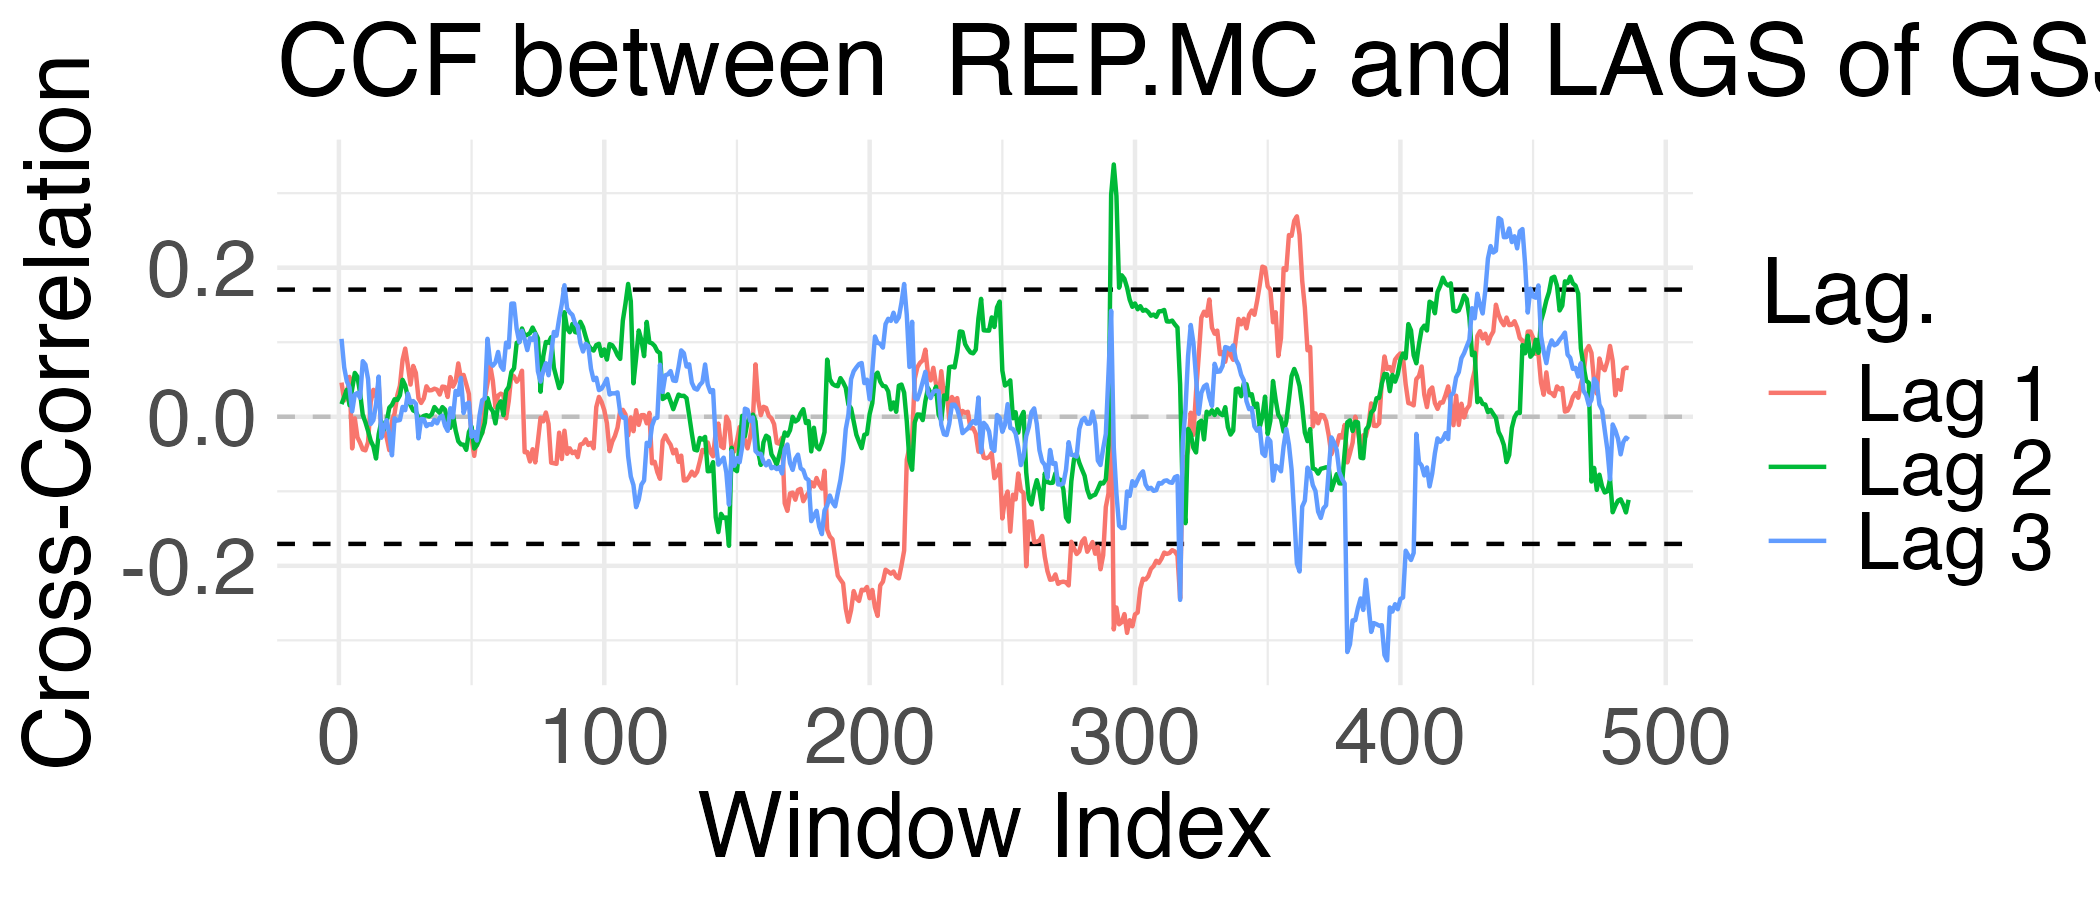 CCF between  REP.MC and LAGS of
Cross-Correlation
0.2
0.0
-0.2
0
100
200
300
400
500
Window Index
Lag.
Lag 1
Lag 2
Lag 3